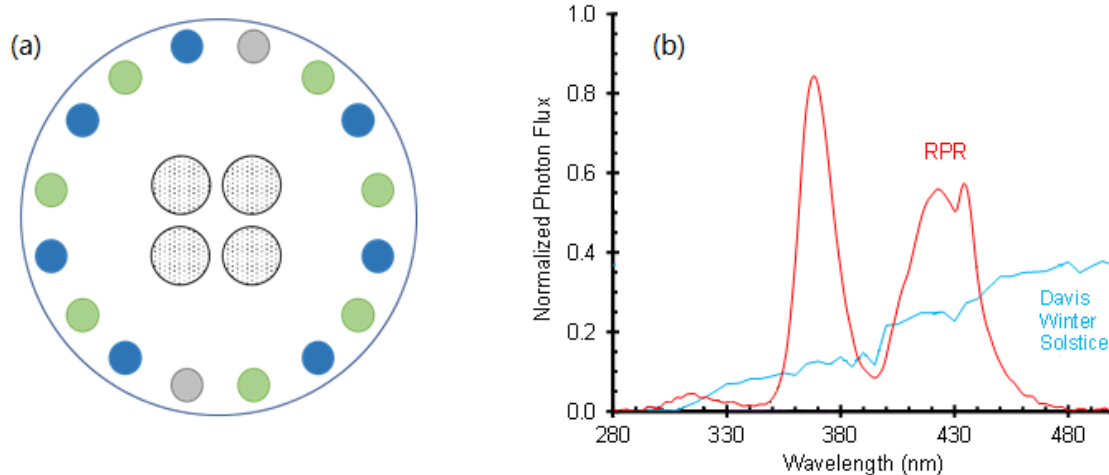 (a)
(b)
Normalized Photon Flux
1.0
0.8
0.6
0.4
0.2
0.0
RPR
Davis
Winter
Solstice
280
330
380
430
480
Wavelength (nm)